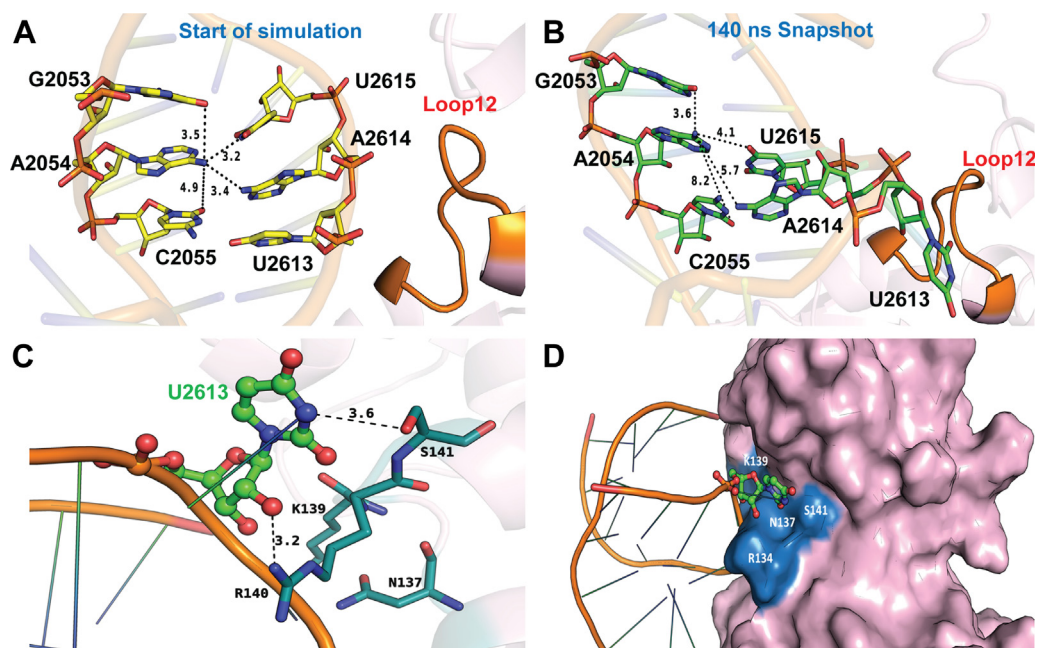 A
Start of simulation
G2053
U2615
Loop12
3.5
3.2
A2614
A2054
4.9
3.4
C2055
U2613
B
140 ns Snapshot
G2053
3.6
4.1
U2615
Loop12
A2054
5.7
8.2
A2614
C2055
U2613
C
U2613
3.6
S141
K139
3.2
R140
N137
D
K139
S141
N137
R134